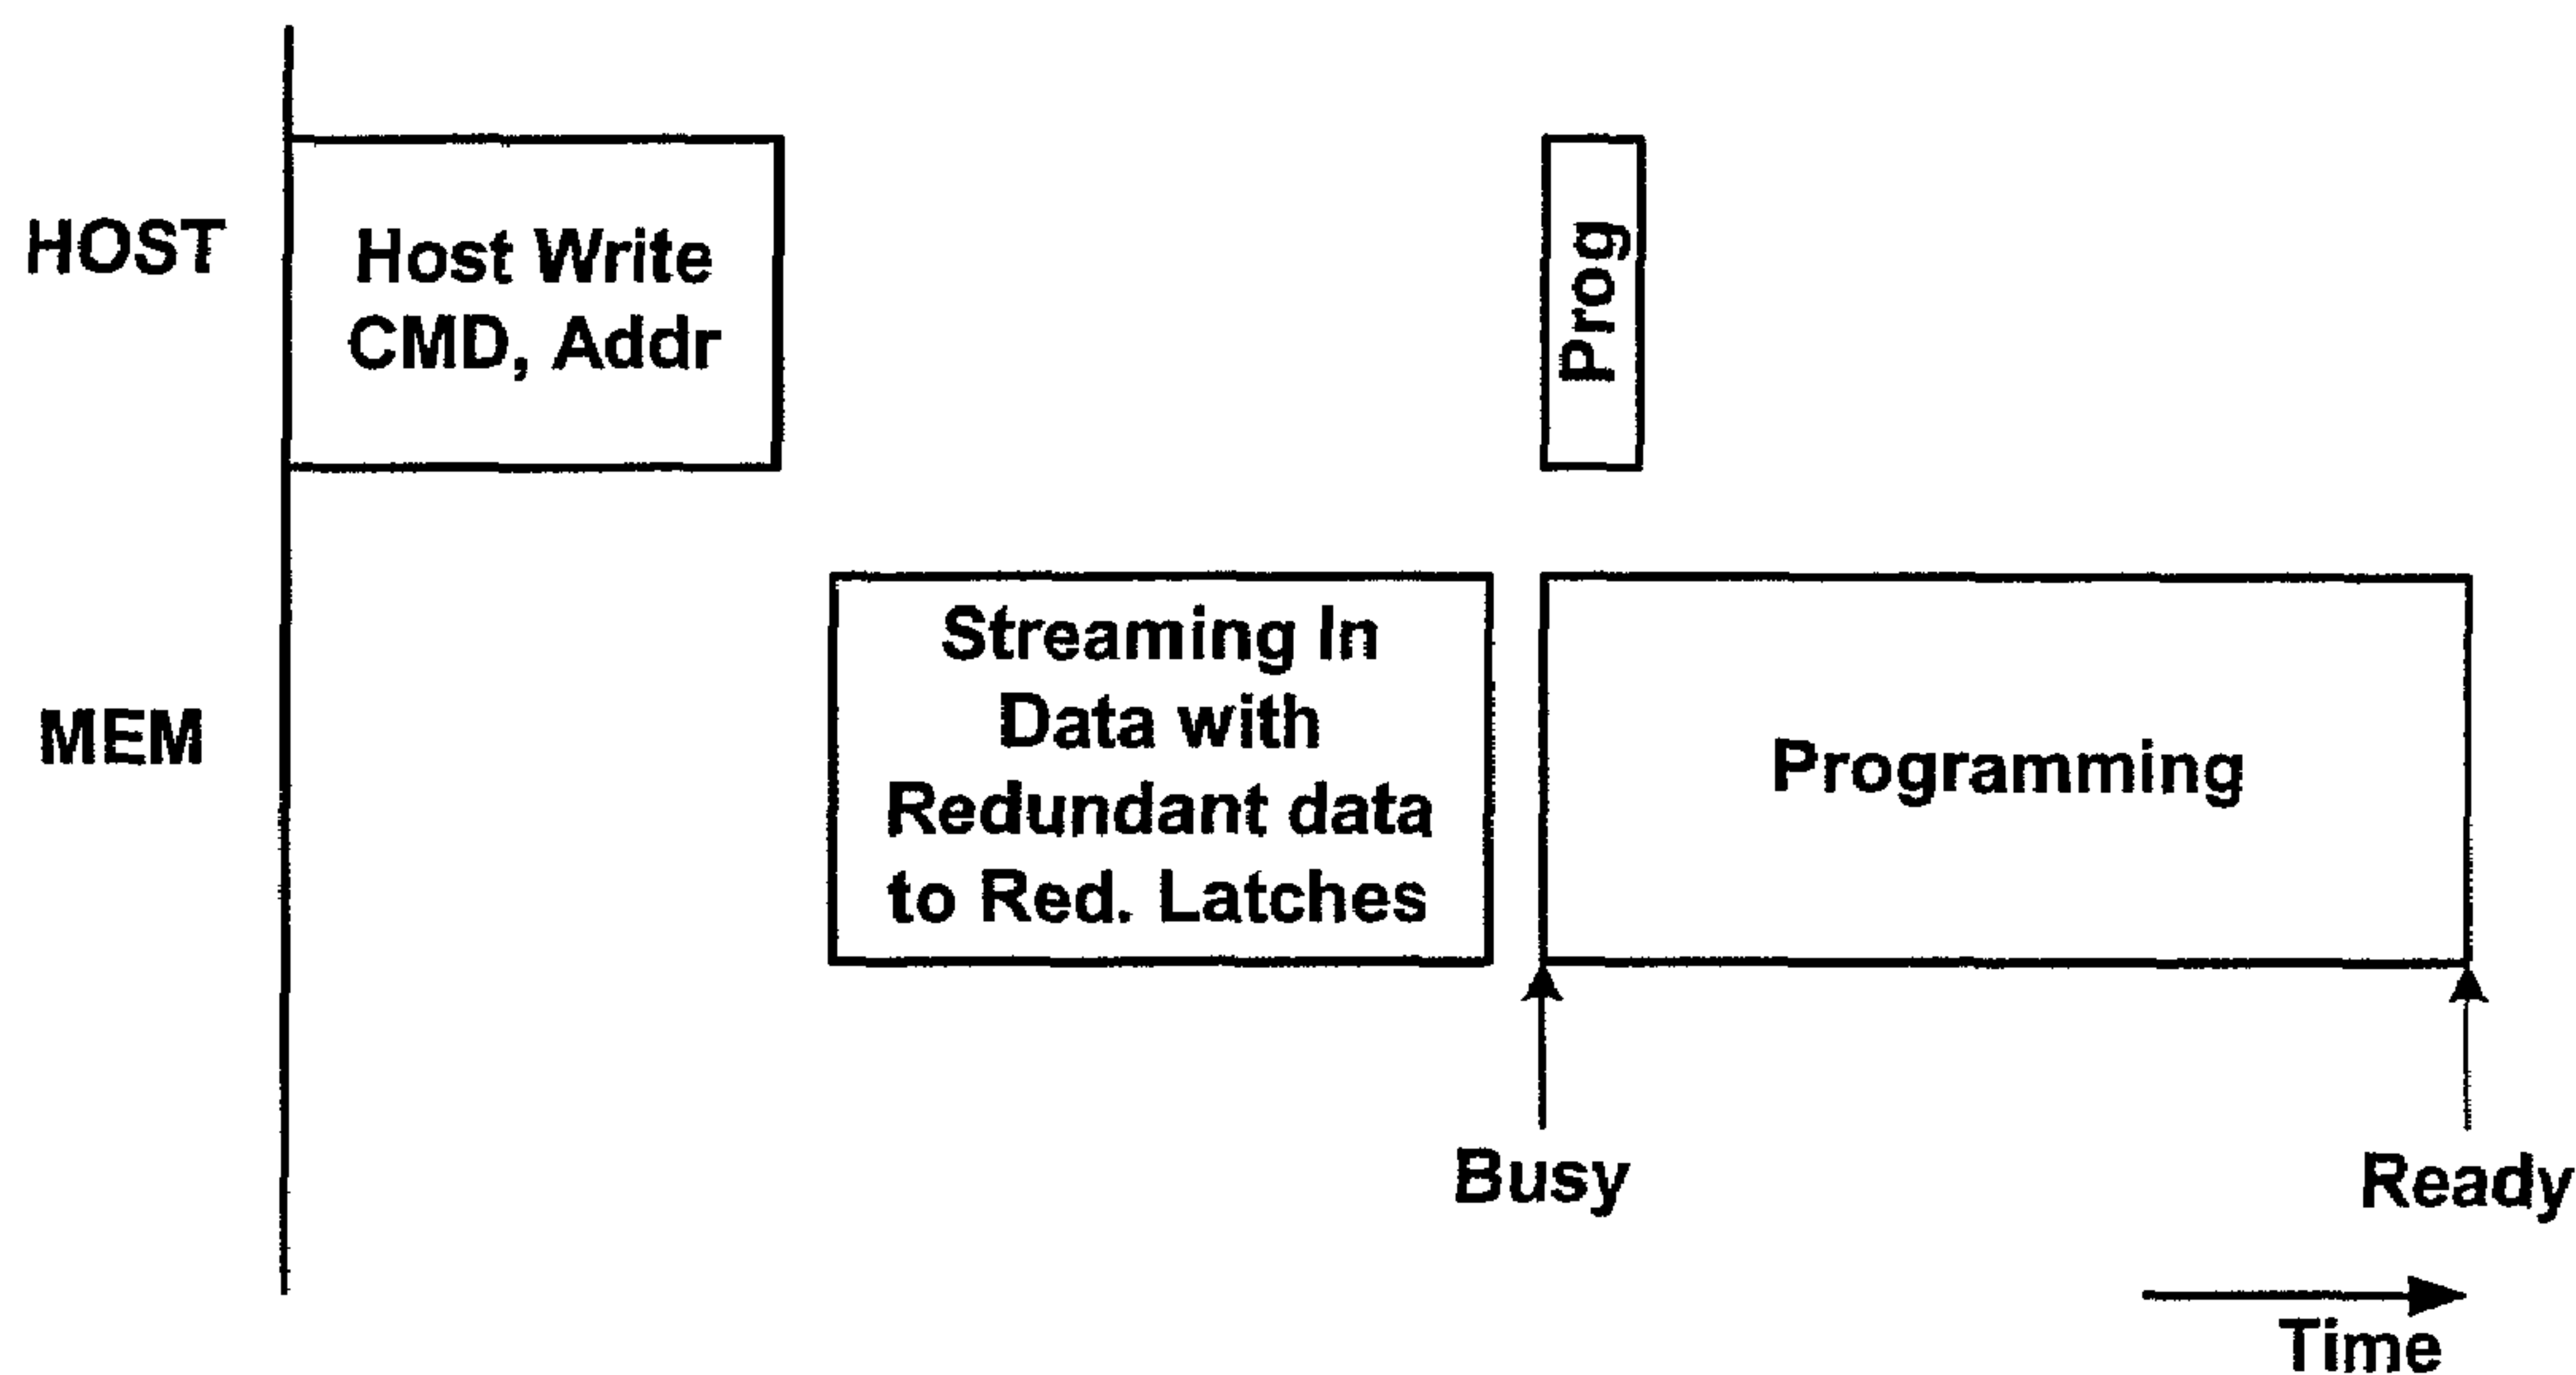 HOST
Host Write
CMD, Addr
Prog
MEM
Streaming In
Data with
Redundant data
to Red. Latches
Programming
Busy
Ready
Time